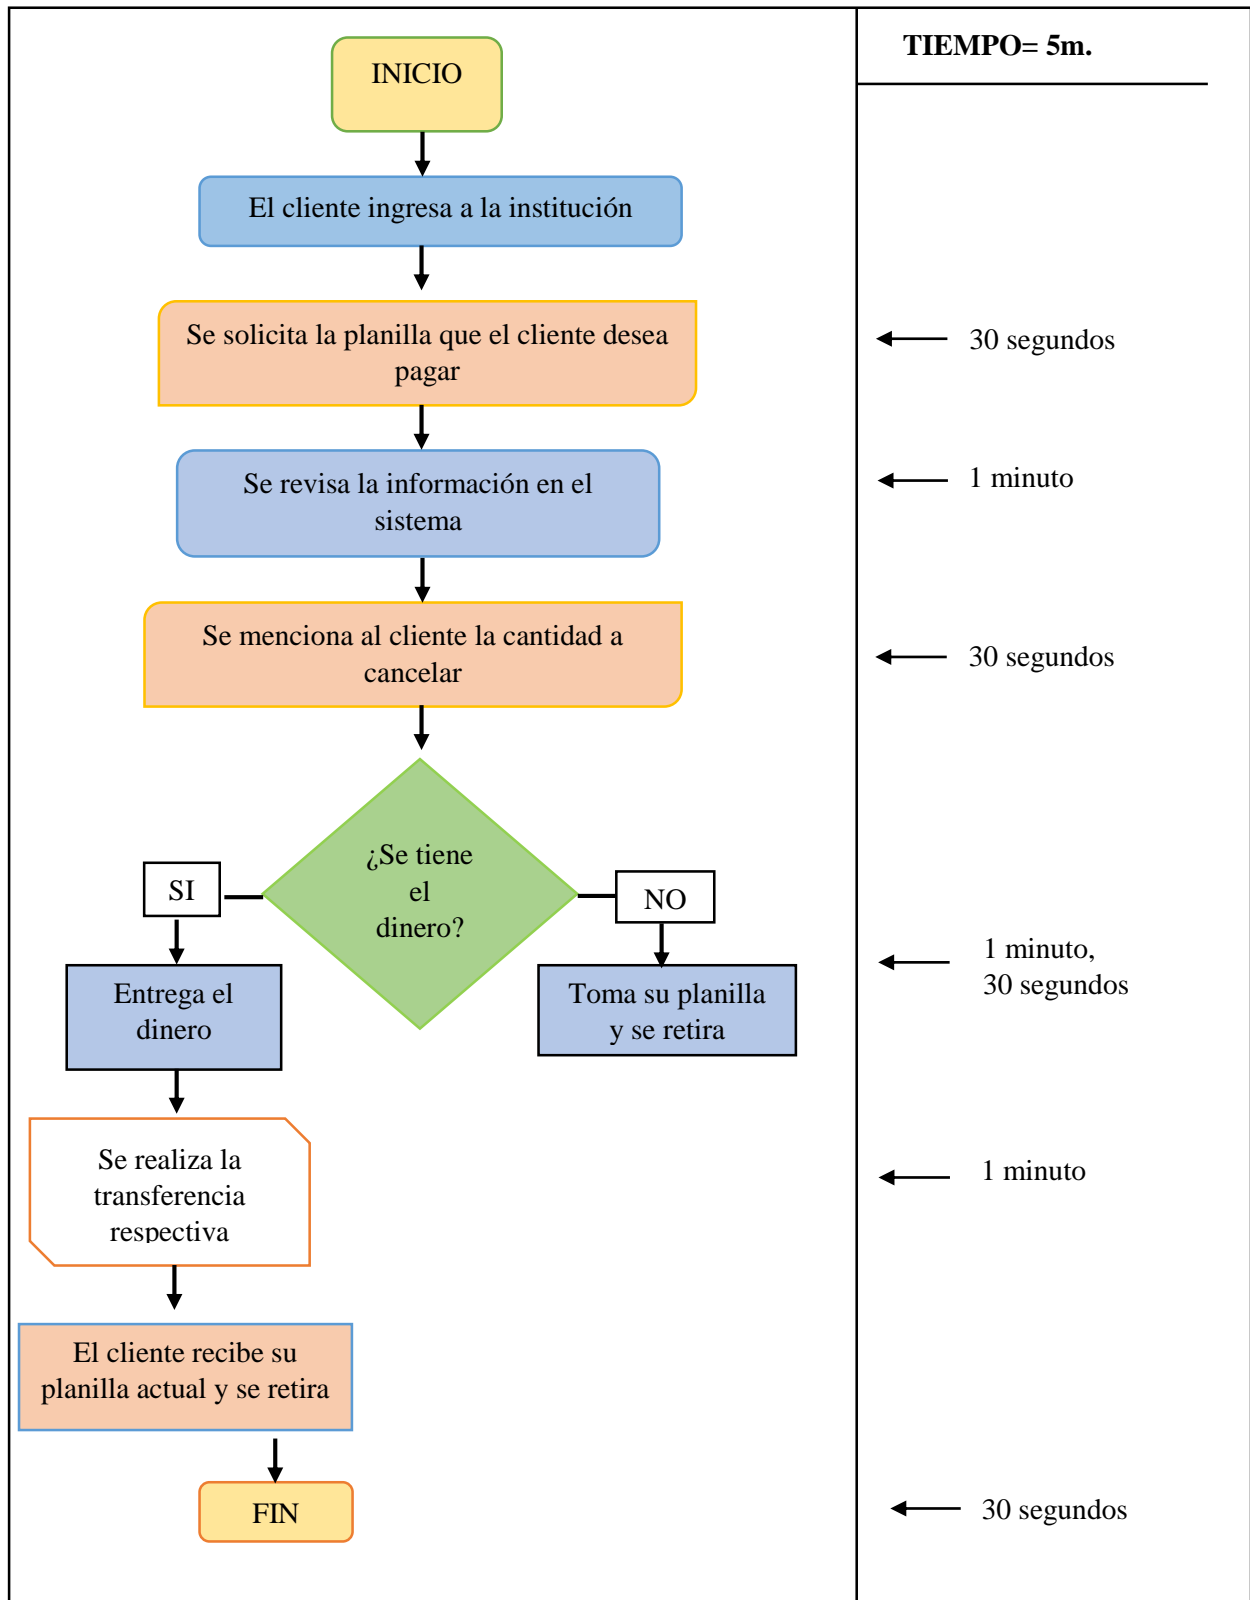 TIEMPO= 5m.
INICIO
El cliente ingresa a la institución
Se solicita la planilla que el cliente desea
pagar
30 segundos
Se revisa la información en el
sistema
1 minuto
Se menciona al cliente la cantidad a
cancelar
30 segundos
¿Se tiene
el
dinero?
SI
NO
Entrega el
dinero
Toma su planilla
y se retira
1 minuto,
30 segundos
Se realiza la
transferencia
respectiva
1 minuto
El cliente recibe su
planilla actual y se retira
FIN
30 segundos